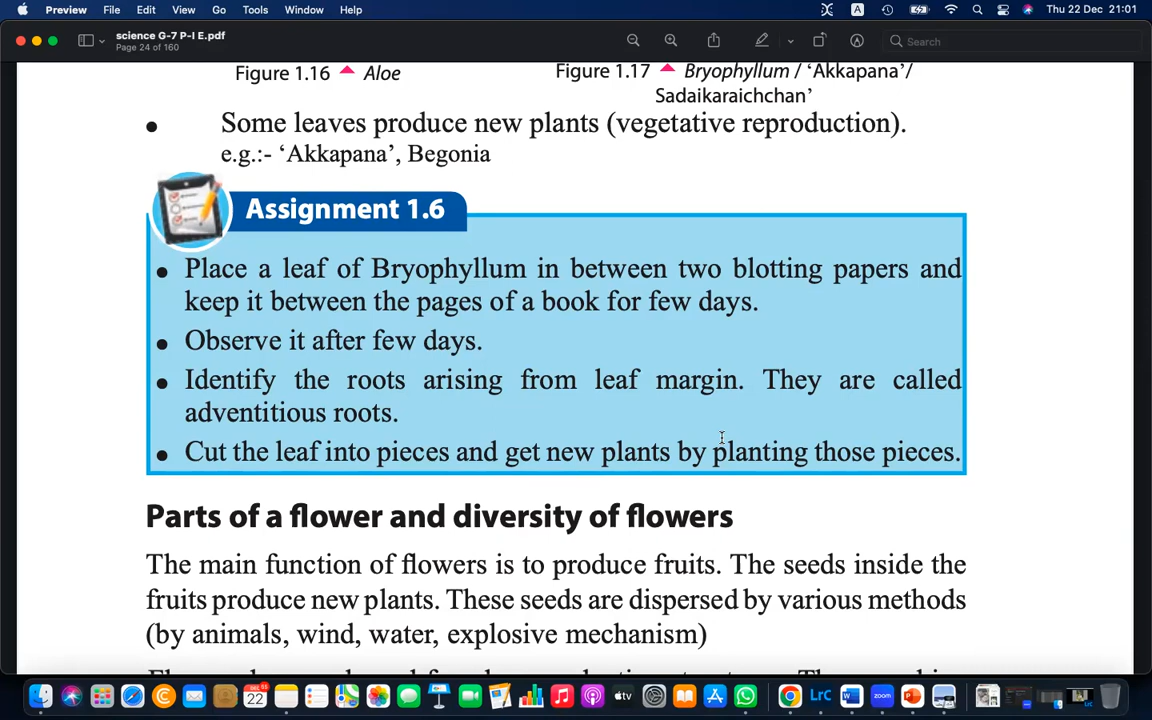 Preview File Edit View Go Tools Window Help A Thu 22 Dec 21:01
science G-7 P-I E.pdf
Page 24 of 160
Search
Figure 1.16 Aloe
Figure 1.17 Bryophyllum / ‘Akkapana’/
Sadaikaraichchan’
• Some leaves produce new plants (vegetative reproduction).
e.g.:- ‘Akkapana’, Begonia
Assignment 1.6
• Place a leaf of Bryophyllum in between two blotting papers and
keep it between the pages of a book for few days.
• Observe it after few days.
• Identify the roots arising from leaf margin. They are called
adventitious roots.
• Cut the leaf into pieces and get new plants by planting those pieces.
Parts of a flower and diversity of flowers
The main function of flowers is to produce fruits. The seeds inside the
fruits produce new plants. These seeds are dispersed by various methods
(by animals, wind, water, explosive mechanism)
22 tv LrC W zoom P